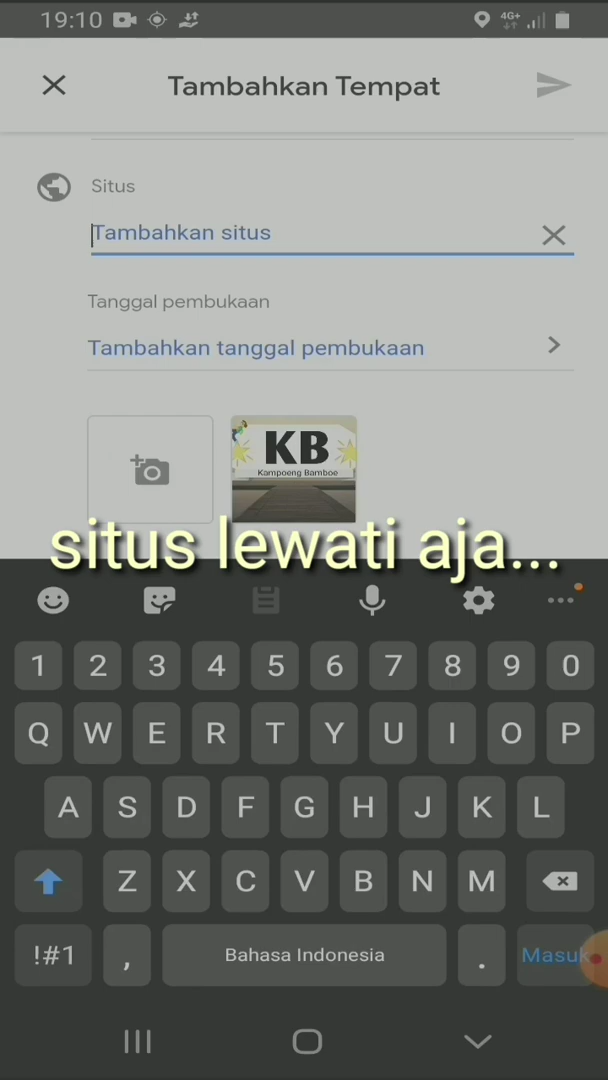 19:10
4G+
Tambahkan Tempat
Situs
Tambahkan situs
Tanggal pembukaan
Tambahkan tanggal pembukaan
KB
Kampoeng Bamboe
situs lewati aja...
1 2 3 4 5 6 7 8 9 0
Q W E R T Y U I O P
A S D F G H J K L
Z X C V B N M
!#1 , Bahasa Indonesia . Masuk